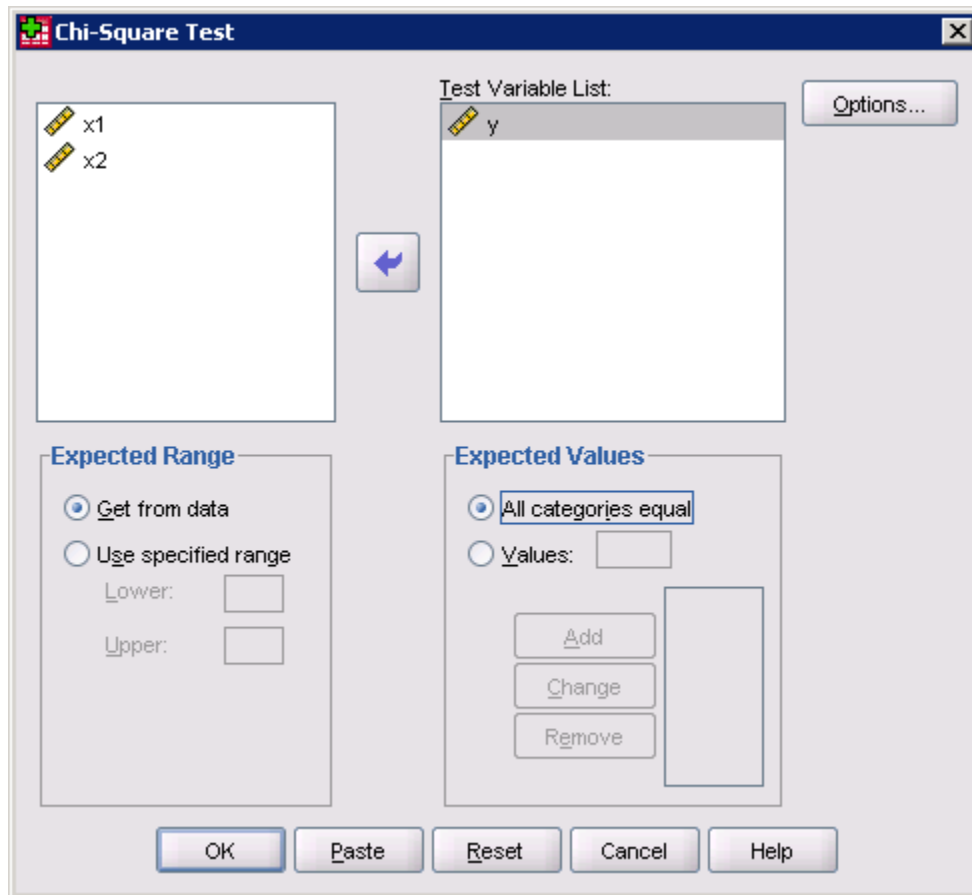 Chi-Square Test
x1
x2
Test Variable List:
y
Options...
Expected Range
Get from data
Use specified range
Lower:
Upper:
Expected Values
All categories equal
Values:
Add
Change
Remove
OK
Paste
Reset
Cancel
Help